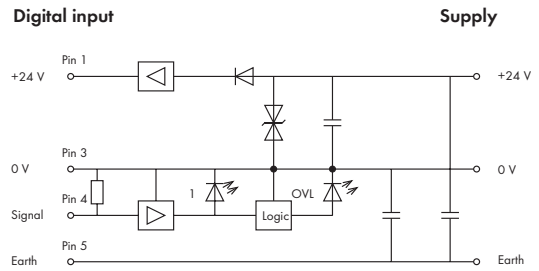 Digital input Supply
Pin 1
+24 V +24 V
Pin 3
0 V 0 V
1 OVL
Pin 4
Signal Logic
Pin 5
Earth Earth